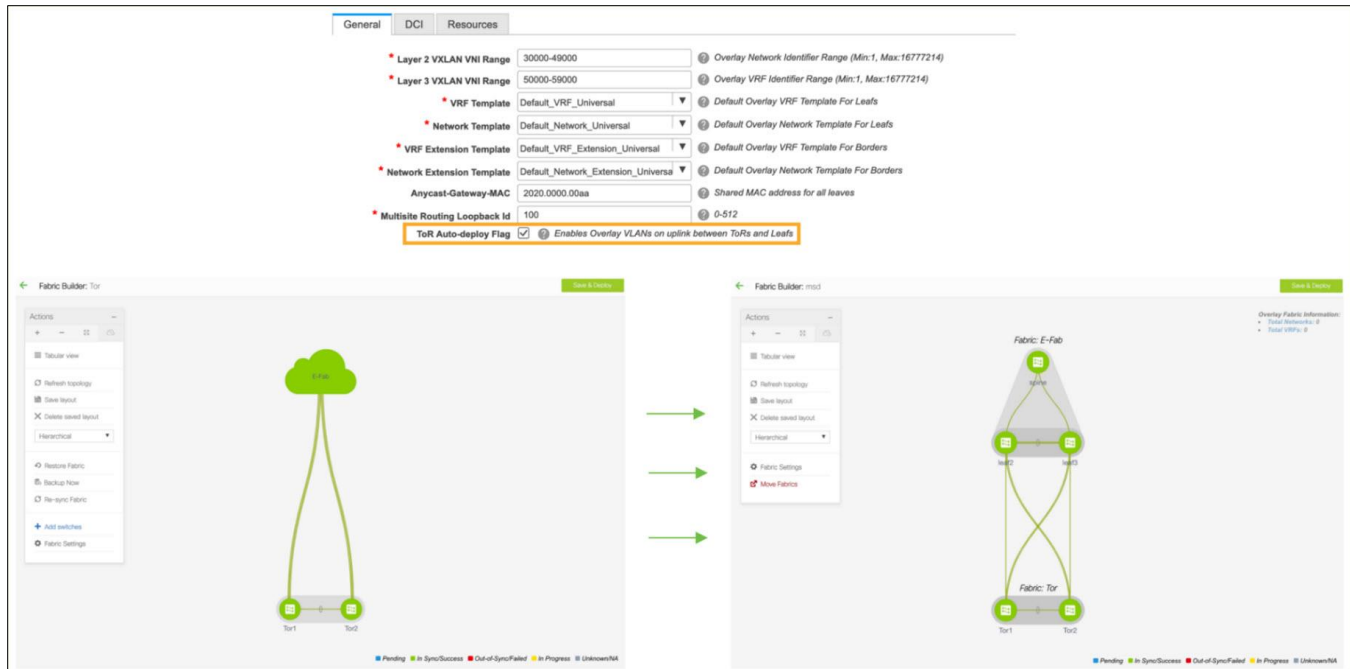 General DCI Resources
* Layer 2 VXLAN VNI Range 30000-49000 ? Overlay Network Identifier Range (Min:1, Max:16777214)
* Layer 3 VXLAN VNI Range 50000-59000 ? Overlay VRF Identifier Range (Min:1, Max:16777214)
* VRF Template Default_VRF_Universal ▼ ? Default Overlay VRF Template For Leafs
* Network Template Default_Network_Universal ▼ ? Default Overlay Network Template For Leafs
* VRF Extension Template Default_VRF_Extension_Universal ▼ ? Default Overlay VRF Template For Borders
* Network Extension Template Default_Network_Extension_Universa ▼ ? Default Overlay Network Template For Borders
Anycast-Gateway-MAC 2020.0000.00aa ? Shared MAC address for all leaves
* Multisite Routing Loopback Id 100 ? 0-512
ToR Auto-deploy Flag ? Enables Overlay VLANs on uplink between ToRs and Leafs
← Fabric Builder: Tor Save & Deploy
Actions −
+ −
Tabular view
Refresh topology
Save layout
Delete saved layout
Hierarchical ▼
Restore Fabric
Backup Now
Re-sync Fabric
+ Add switches
Fabric Settings
E-Fab
Tor1 Tor2
Pending In Sync/Success Out-of-Sync/Failed In Progress Unknown/NA
← Fabric Builder: msd Save & Deploy
Actions −
+ −
Tabular view
Refresh topology
Save layout
Delete saved layout
Hierarchical ▼
Fabric Settings
Move Fabrics
Overlay Fabric Information:
• Total Networks: 0
• Total VRFs: 0
Fabric: E-Fab
spine
leaf2 leaf3
Fabric: Tor
Tor1 Tor2
Pending In Sync/Success Out-of-Sync/Failed In Progress Unknown/NA